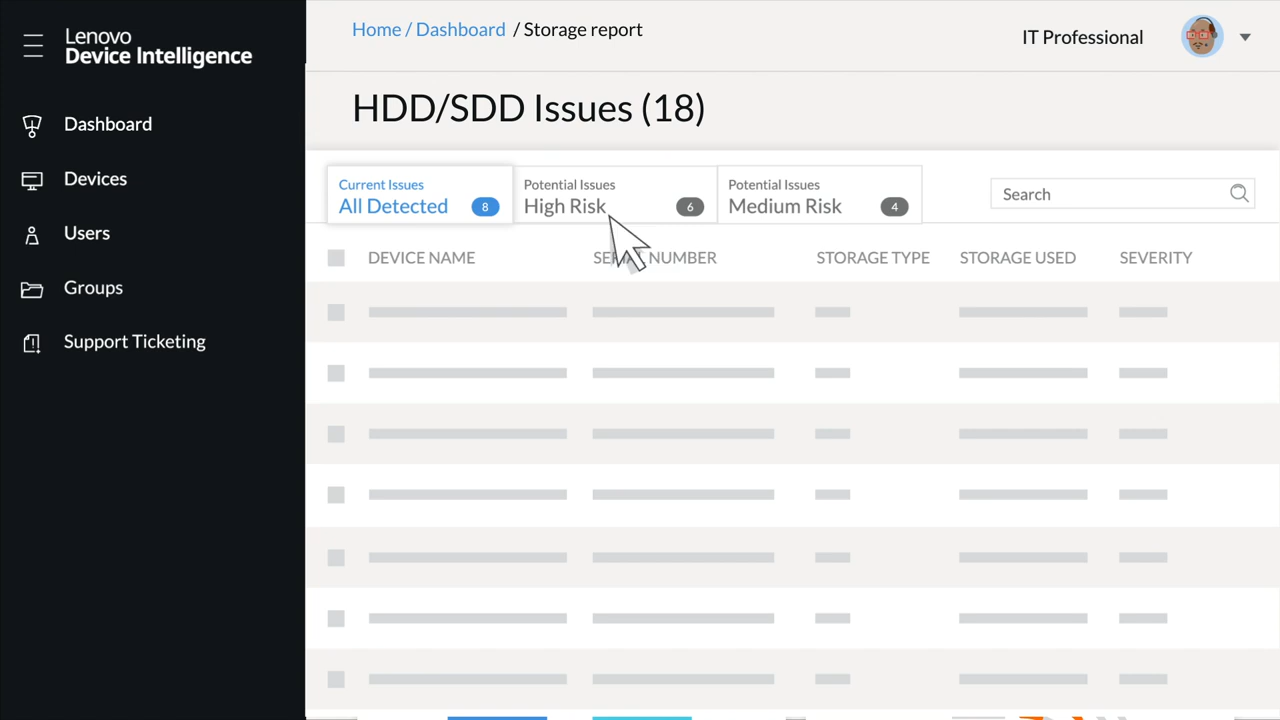 Lenovo
Device Intelligence
Dashboard
Devices
Users
Groups
Support Ticketing
Home / Dashboard / Storage report
IT Professional
HDD/SDD Issues (18)
Current Issues
All Detected 8
Potential Issues
High Risk 6
Potential Issues
Medium Risk 4
Search
DEVICE NAME SERIAL NUMBER STORAGE TYPE STORAGE USED SEVERITY